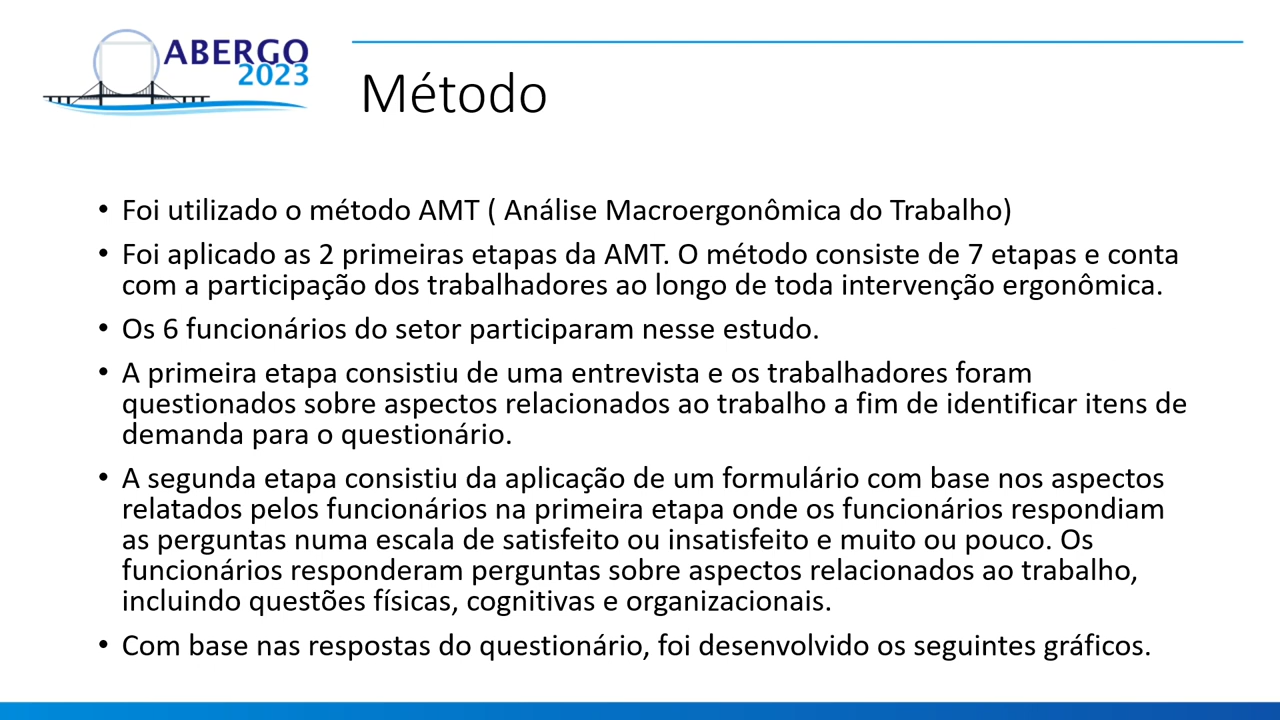 ABERGO
2023
Método
• Foi utilizado o método AMT ( Análise Macroergonômica do Trabalho)
• Foi aplicado as 2 primeiras etapas da AMT. O método consiste de 7 etapas e conta
com a participação dos trabalhadores ao longo de toda intervenção ergonômica.
• Os 6 funcionários do setor participaram nesse estudo.
• A primeira etapa consistiu de uma entrevista e os trabalhadores foram
questionados sobre aspectos relacionados ao trabalho a fim de identificar itens de
demanda para o questionário.
• A segunda etapa consistiu da aplicação de um formulário com base nos aspectos
relatados pelos funcionários na primeira etapa onde os funcionários respondiam
as perguntas numa escala de satisfeito ou insatisfeito e muito ou pouco. Os
funcionários responderam perguntas sobre aspectos relacionados ao trabalho,
incluindo questões físicas, cognitivas e organizacionais.
• Com base nas respostas do questionário, foi desenvolvido os seguintes gráficos.